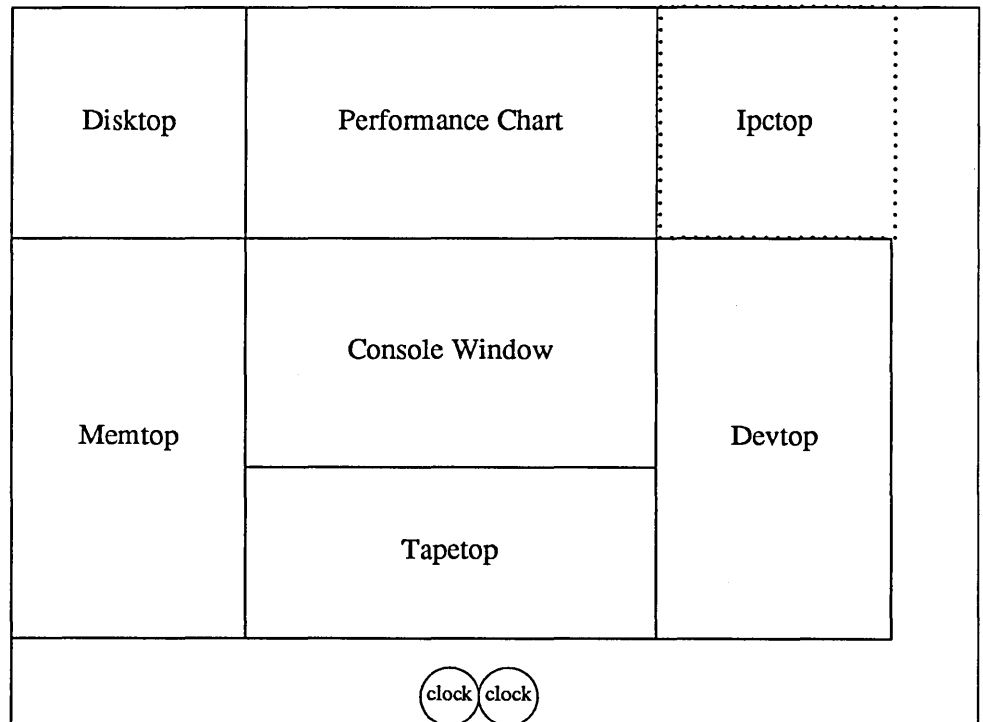 Disktop
Performance Chart
Ipctop
Console Window
Memtop
Devtop
Tapetop
clock clock